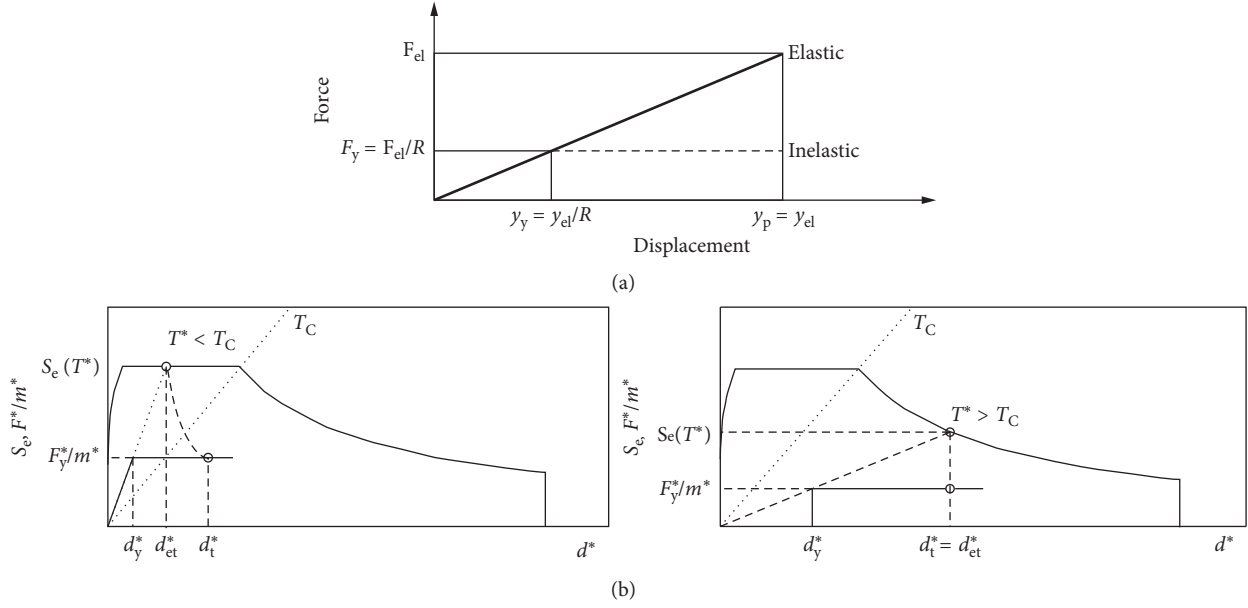 F_el
Elastic
Force
F_y = F_el/R
Inelastic
y_y = y_el/R
y_p = y_el
Displacement
(a)
T_C
T* < T_C
S_e (T*)
S_e, F*/m*
F_y*/m*
d_y*
d_et*
d_t*
d*
T_C
T* > T_C
S_e(T*)
S_e, F*/m*
F_y*/m*
d_y*
d_t* = d_et*
d*
(b)